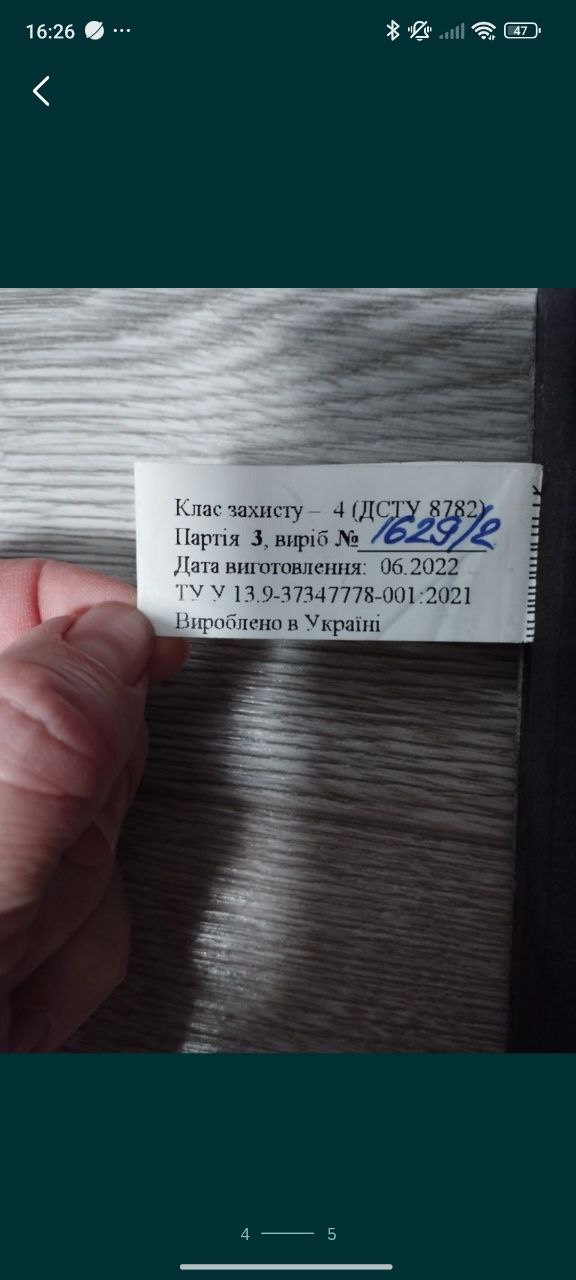 16:26
47
Клас захисту – 4 (ДСТУ 8782)
Партія 3, виріб № 1629/2
Дата виготовлення: 06.2022
ТУ У 13.9-37347778-001:2021
Вироблено в Україні
4 5